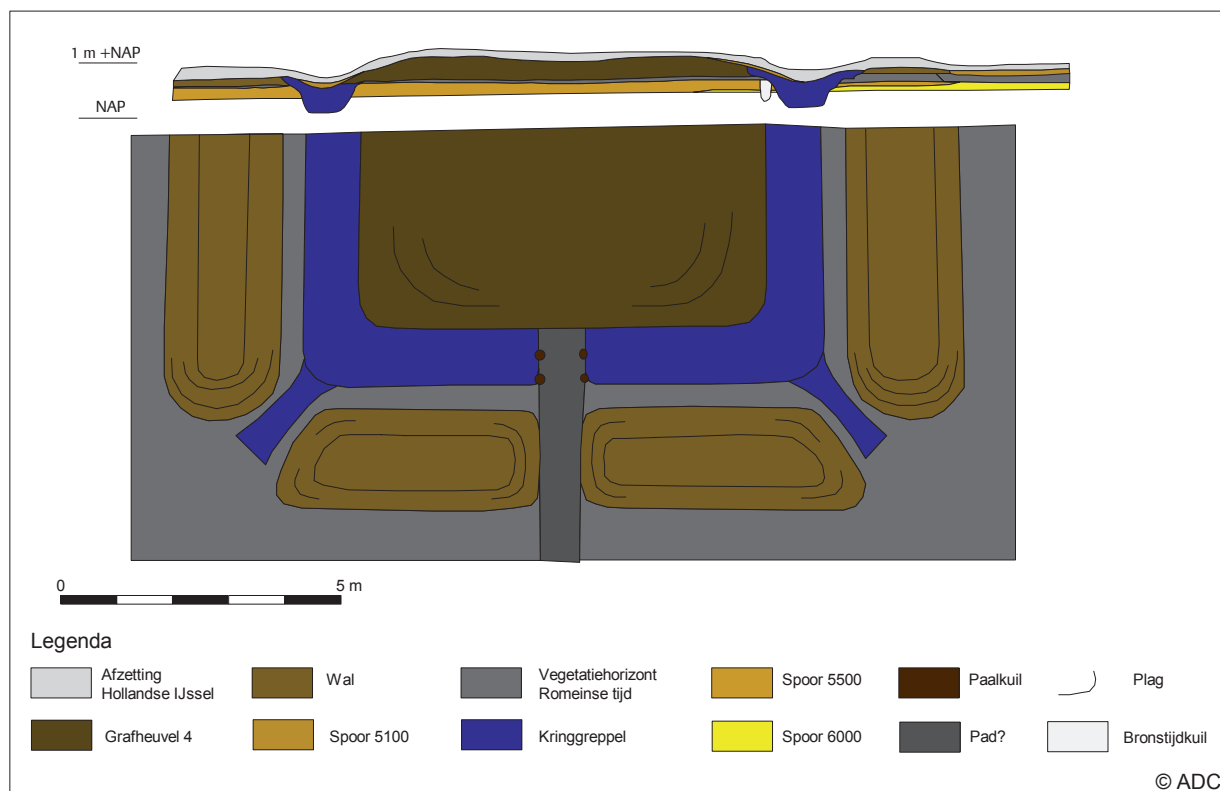 1 m +NAP
NAP
0 5 m
Legenda
Afzetting
Hollandse IJssel
Wal
Vegetatiehorizont
Romeinse tijd
Spoor 5500
Paalkuil
Plag
Grafheuvel 4
Spoor 5100
Kringgreppel
Spoor 6000
Pad?
Bronstijdkuil
© ADC